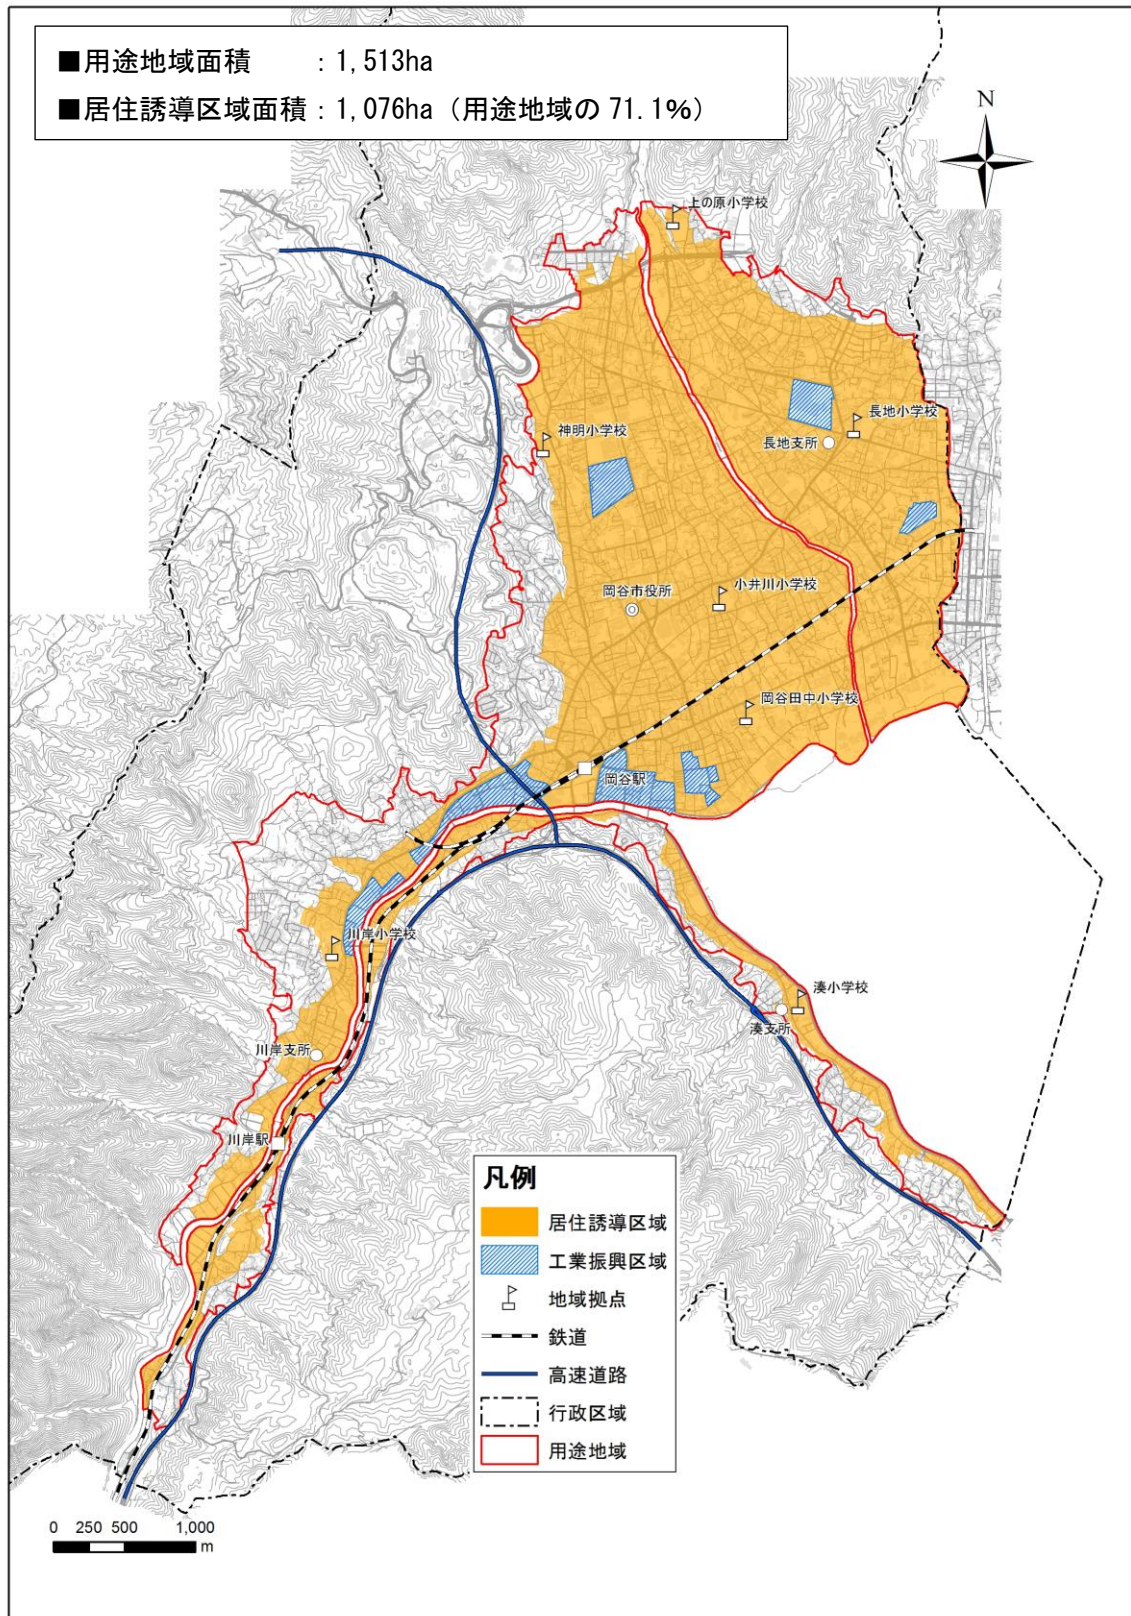 ■用途地域面積　　：1,513ha
■居住誘導区域面積：1,076ha（用途地域の 71.1%）
N
上の原小学校
長地小学校
神明小学校
長地支所
小井川小学校
岡谷市役所
岡谷田中小学校
岡谷駅
川岸小学校
湊小学校
湊支所
川岸支所
川岸駅
凡例
居住誘導区域
工業振興区域
地域拠点
鉄道
高速道路
行政区域
用途地域
0 250 500 1,000
m